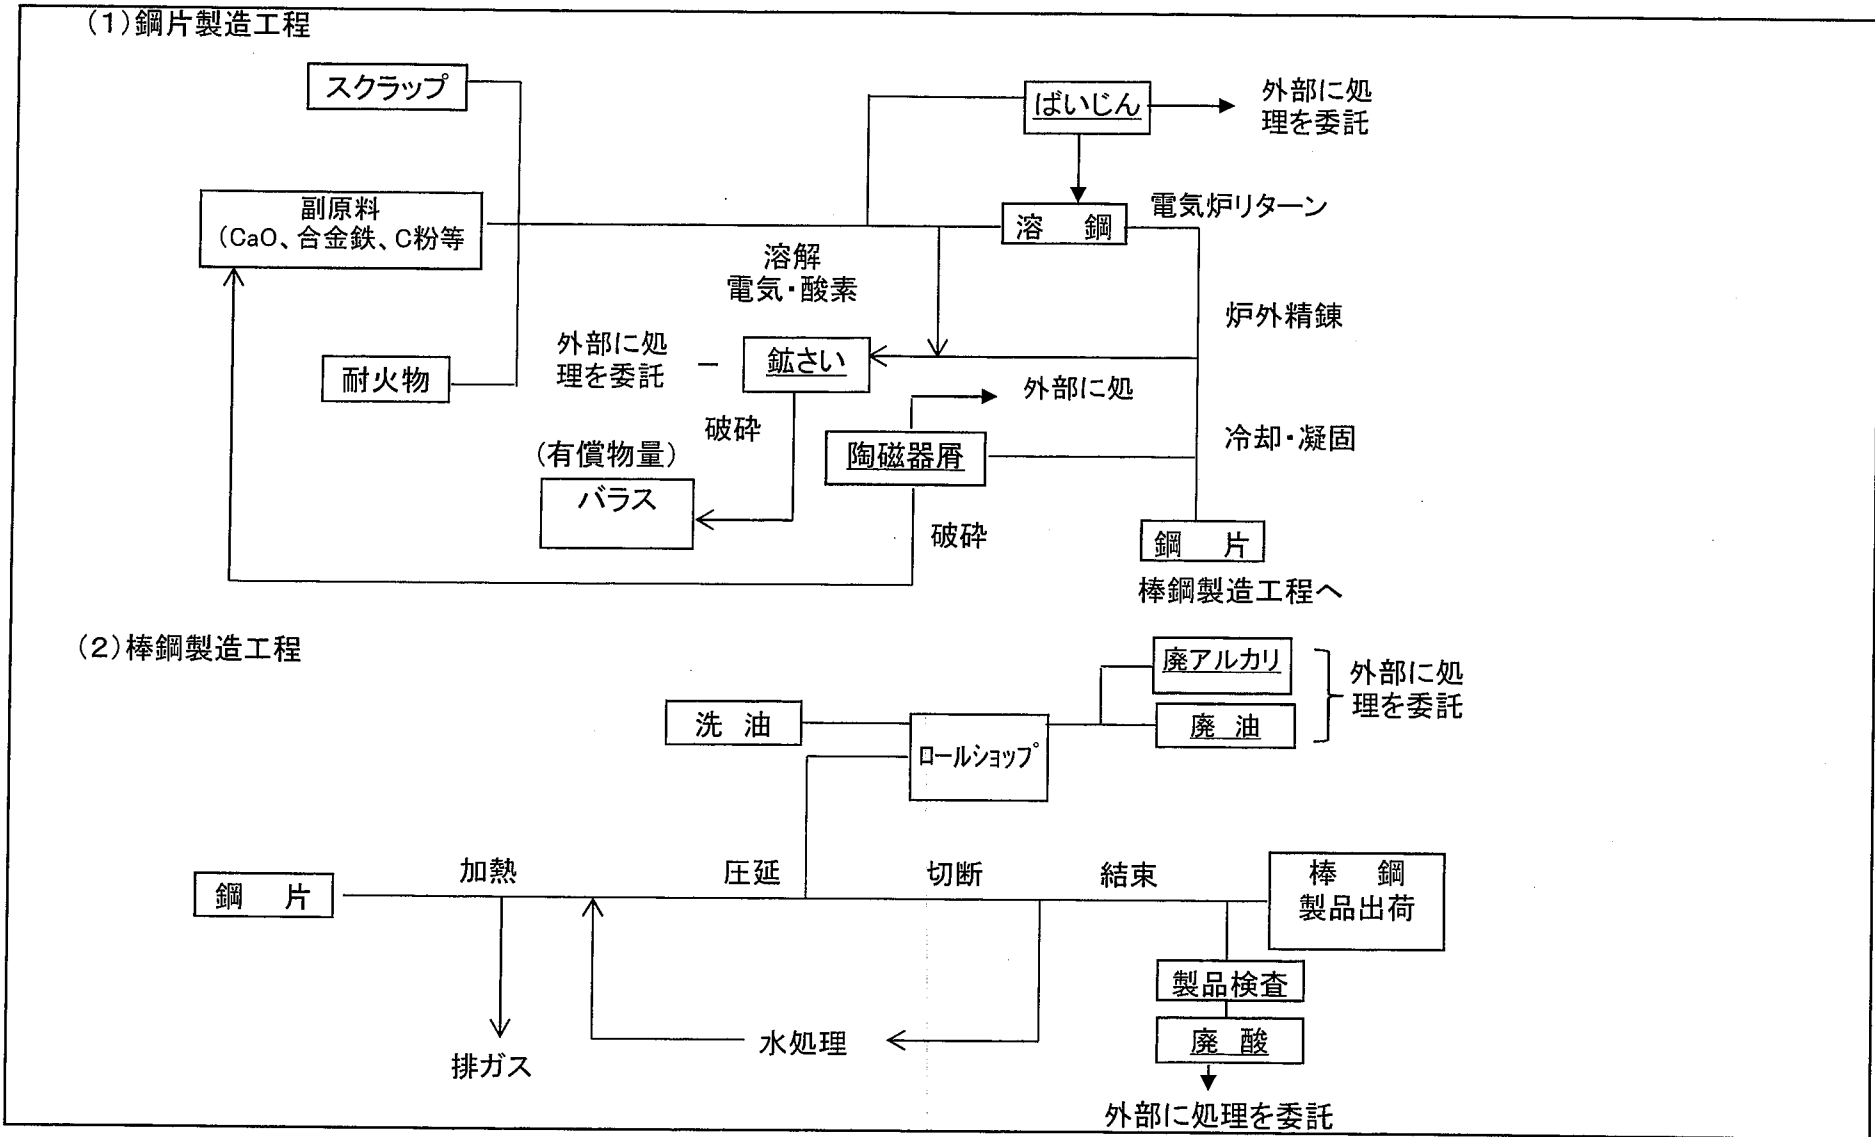 (1)鋼片製造工程
スクラップ
ばいじん
外部に処
理を委託
副原料
(CaO、合金鉄、C粉等
溶 鋼
電気炉リターン
溶解
電気・酸素
炉外精錬
外部に処
理を委託
鉱さい
耐火物
外部に処
破砕
陶磁器屑
冷却・凝固
(有償物量)
バラス
破砕
鋼 片
棒鋼製造工程へ
(2)棒鋼製造工程
廃アルカリ
外部に処
理を委託
洗 油
廃 油
ロールショップ
加熱
圧延
切断
結束
鋼 片
棒 鋼
製品出荷
製品検査
水処理
廃 酸
排ガス
外部に処理を委託